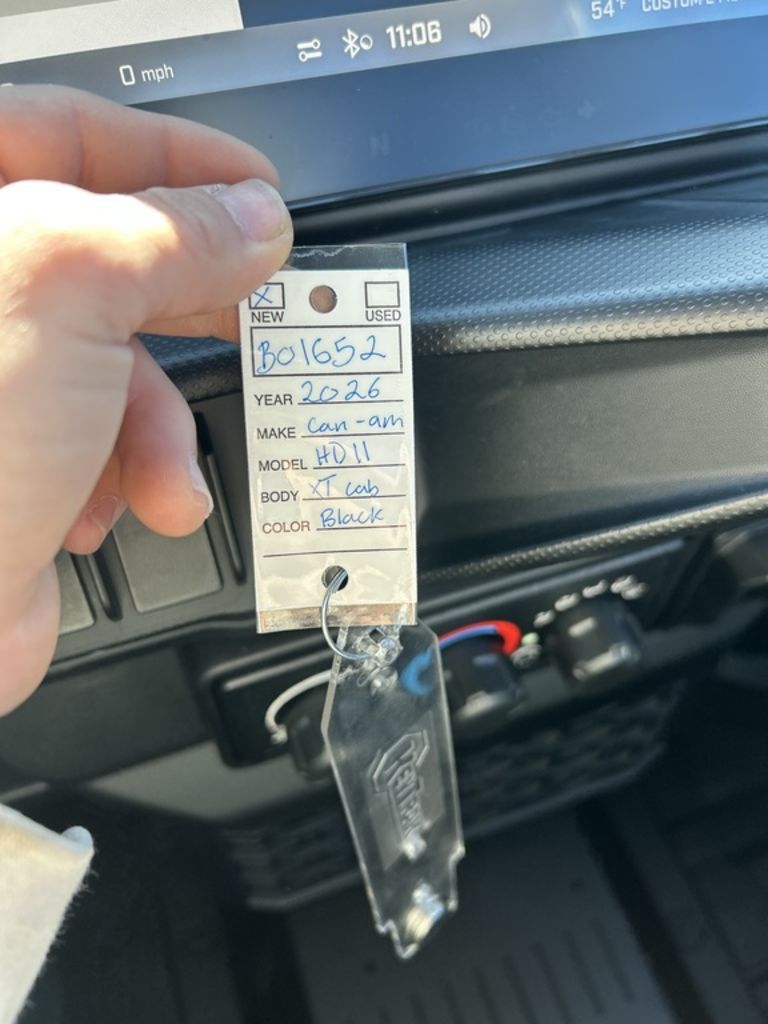 0 mph 11:06 54°F
X
NEW USED
B01652
YEAR 2026
MAKE Can-am
MODEL HD11
BODY XT cab
COLOR Black